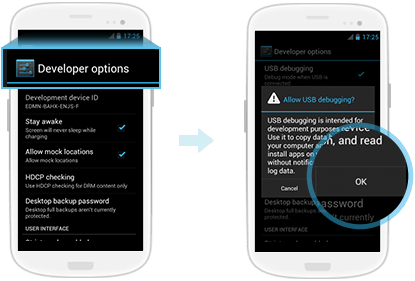 17:25
Developer options
Development device ID
EDMN-BAHX-ENJS-F
Stay awake
Screen will never sleep while
charging
Allow mock locations
Allow mock locations
HDCP checking
Use HDCP checking for DRM content only
Desktop backup password
Desktop full backups aren't currently
protected.
USER INTERFACE
17:25
Developer options
USB debugging
Debug mode when USB is
connected
Allow USB debugging?
USB debugging is intended for
development purposes
Use it to copy data
your computer a
install apps on
without notific
log data.
Cancel
evice
on, and read
OK
password
n't currently
protected.
USER INTERFACE